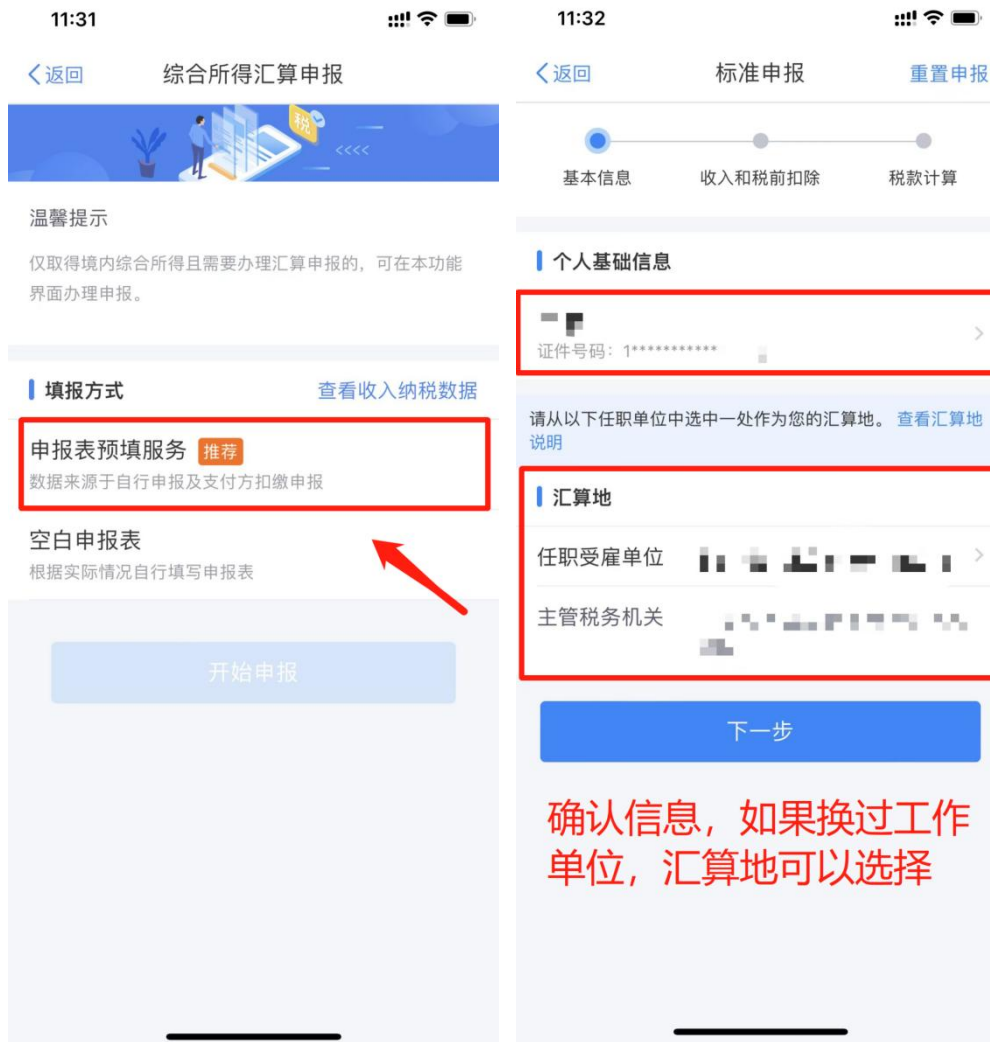 11:31
返回
综合所得汇算申报
税
<<<<
温馨提示
仅取得境内综合所得且需要办理汇算申报的，可在本功能
界面办理申报。
填报方式
查看收入纳税数据
申报表预填服务 推荐
数据来源于自行申报及支付方扣缴申报
空白申报表
根据实际情况自行填写申报表
开始申报
11:32
返回
标准申报
重置申报
基本信息
收入和税前扣除
税款计算
个人基础信息
证件号码：1***********
请从以下任职单位中选中一处作为您的汇算地。 查看汇算地
说明
汇算地
任职受雇单位
主管税务机关
下一步
确认信息，如果换过工作
单位，汇算地可以选择